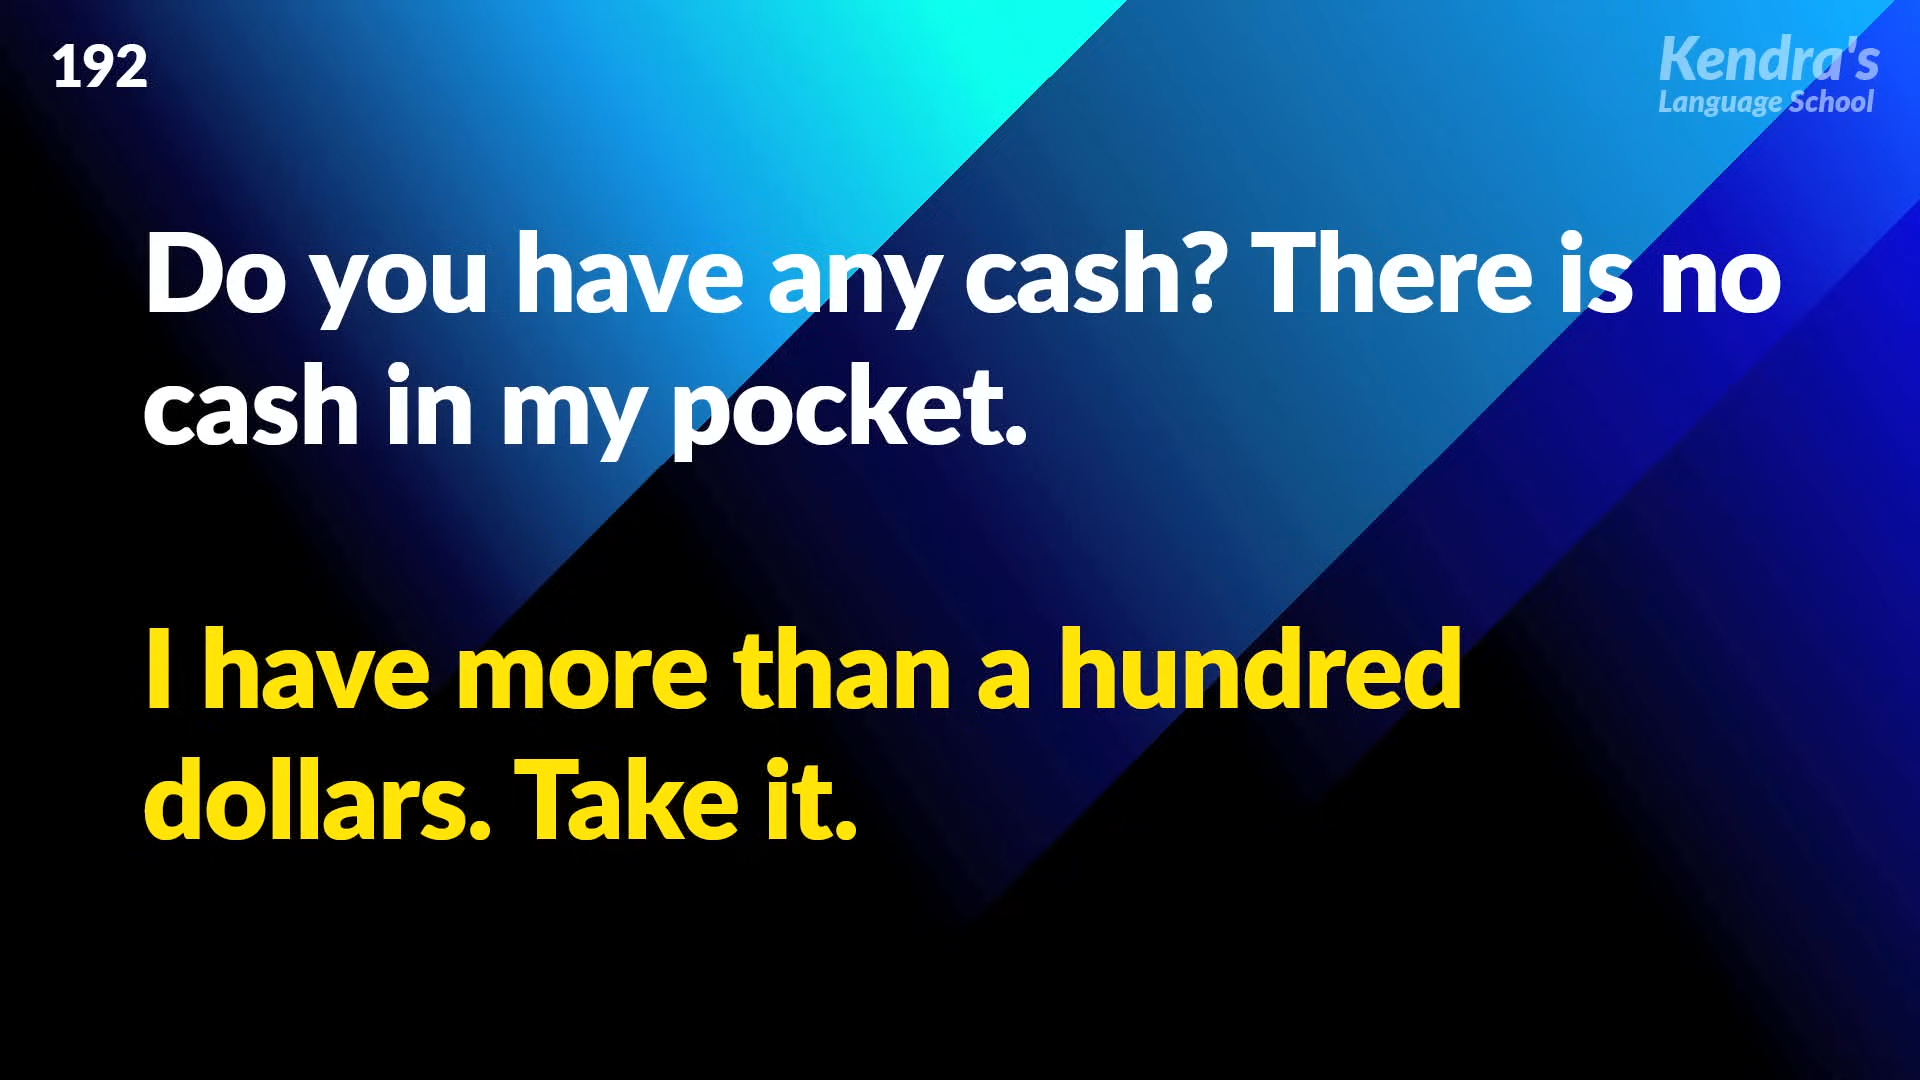 192
Kendra's
Language School
Do you have any cash? There is no
cash in my pocket.
I have more than a hundred
dollars. Take it.